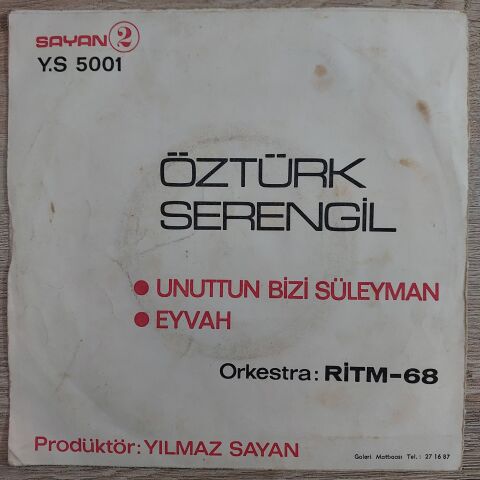 SAYAN 2
Y.S 5001
ÖZTÜRK
SERENGİL
UNUTTUN BİZİ SÜLEYMAN
EYVAH
Orkestra: RİTM-68
Prodüktör: YILMAZ SAYAN
Galeri Matbaası Tel.: 27 16 87